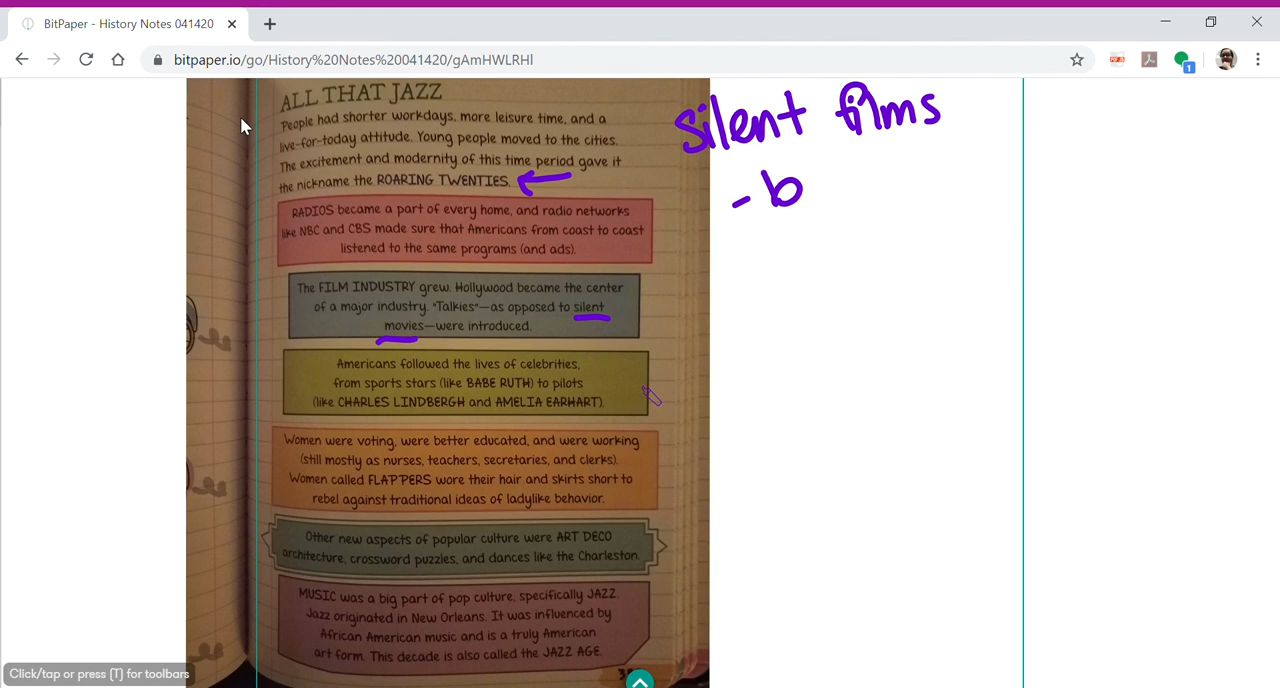 BitPaper - History Notes 041420
bitpaper.io/go/History%20Notes%20041420/gAmHWLRHl
1
ALL THAT JAZZ
People had shorter workdays, more leisure time, and a
live-for-today attitude. Young people moved to the cities.
The excitement and modernity of this time period gave it
the nickname the ROARING TWENTIES.
RADIOS became a part of every home, and radio networks
like NBC and CBS made sure that Americans from coast to coast
listened to the same programs (and ads).
The FILM INDUSTRY grew. Hollywood became the center
of a major industry. "Talkies"—as opposed to silent
movies—were introduced.
Americans followed the lives of celebrities,
from sports stars (like BABE RUTH) to pilots
(like CHARLES LINDBERGH and AMELIA EARHART).
Women were voting, were better educated, and were working
(still mostly as nurses, teachers, secretaries, and clerks).
Women called FLAPPERS wore their hair and skirts short to
rebel against traditional ideas of ladylike behavior.
Other new aspects of popular culture were ART DECO
architecture, crossword puzzles, and dances like the Charleston.
MUSIC was a big part of pop culture, specifically JAZZ.
Jazz originated in New Orleans. It was influenced by
African American music and is a truly American
art form. This decade is also called the JAZZ AGE.
silent films
- b
Click/tap or press (T) for toolbars